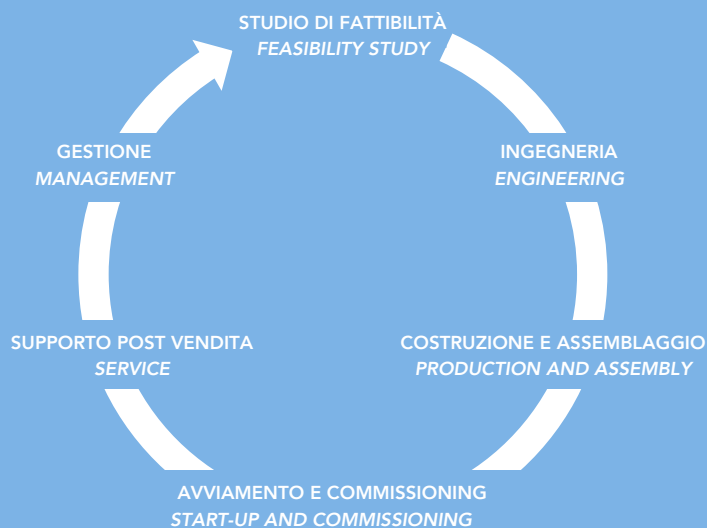 STUDIO DI FATTIBILITÀ
FEASIBILITY STUDY
INGEGNERIA
ENGINEERING
COSTRUZIONE E ASSEMBLAGGIO
PRODUCTION AND ASSEMBLY
AVVIAMENTO E COMMISSIONING
START-UP AND COMMISSIONING
SUPPORTO POST VENDITA
SERVICE
GESTIONE
MANAGEMENT